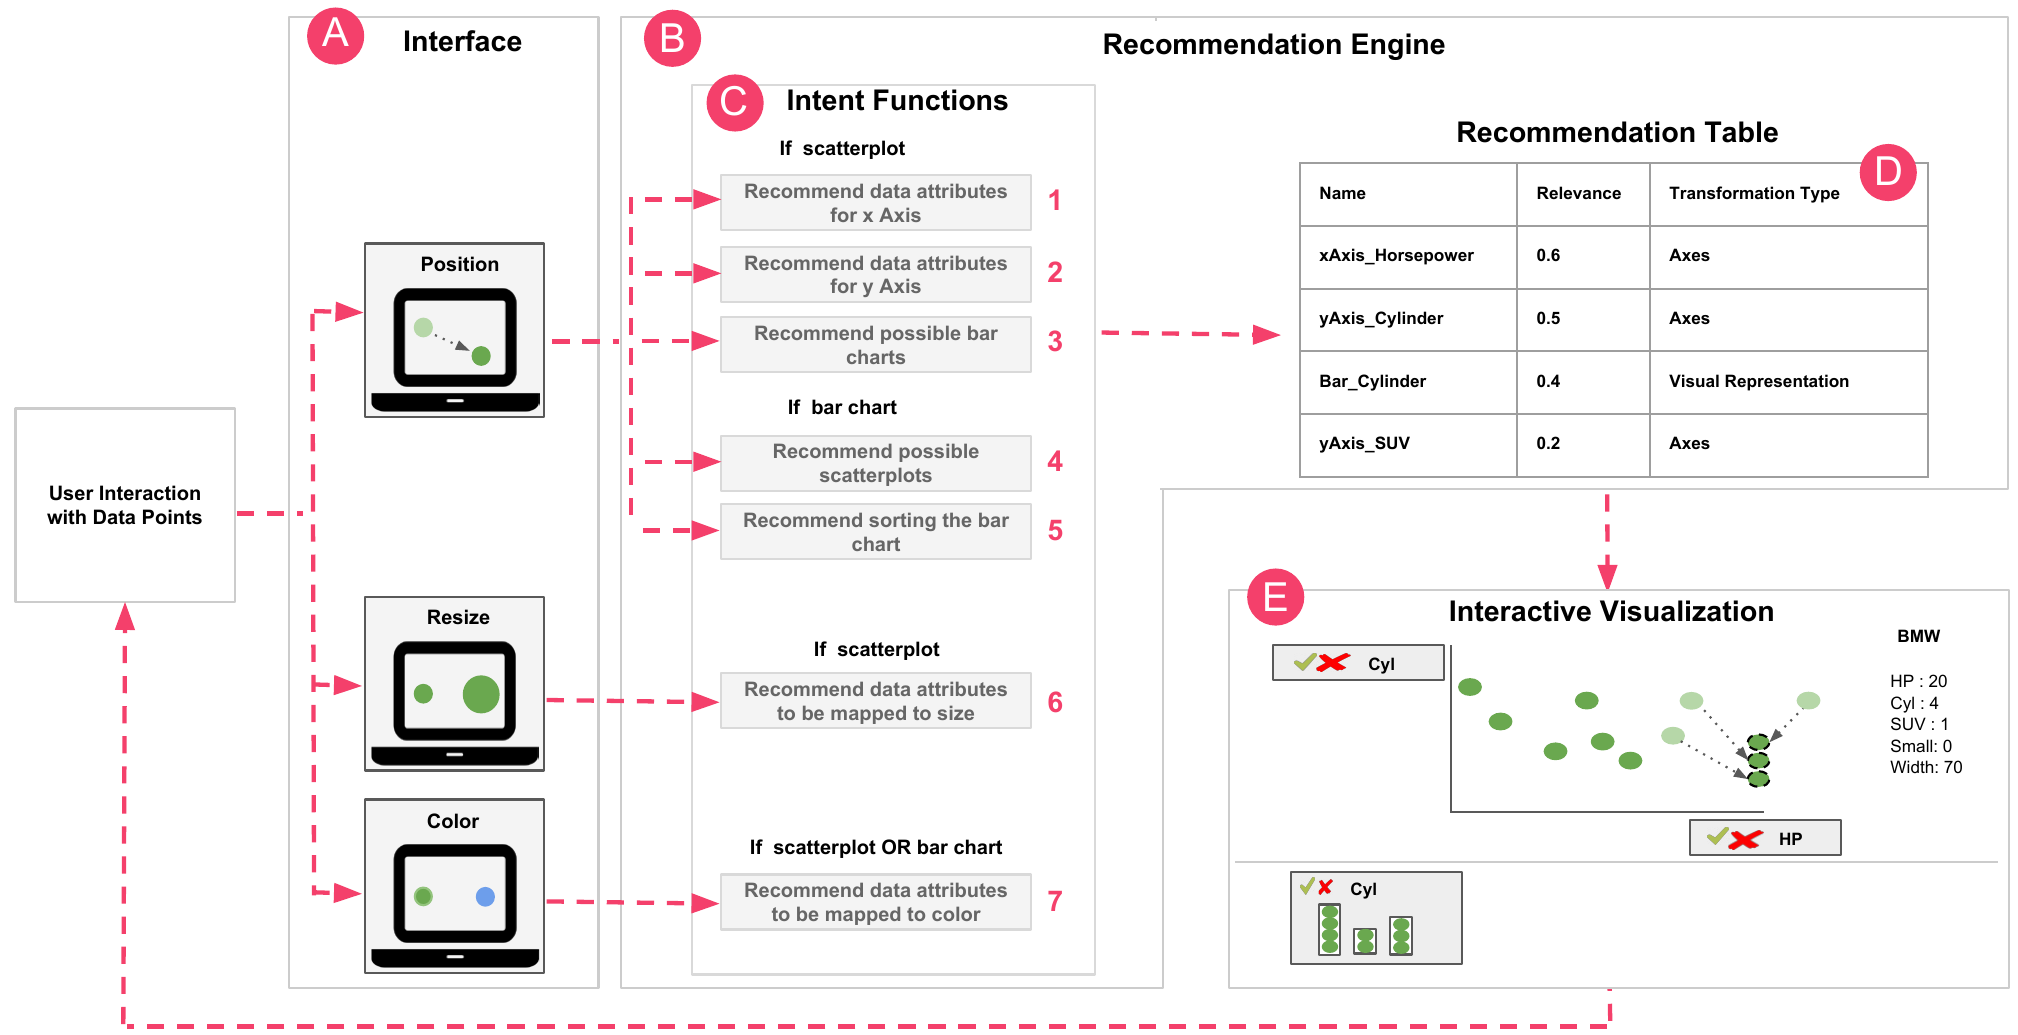 A
Interface
B
Recommendation Engine
C
Intent Functions
If scatterplot
Recommend data attributes
for x Axis
1
Recommend data attributes
for y Axis
2
Recommend possible bar
charts
3
If bar chart
Recommend possible
scatterplots
4
Recommend sorting the bar
chart
5
If scatterplot
Recommend data attributes
to be mapped to size
6
If scatterplot OR bar chart
Recommend data attributes
to be mapped to color
7
Position
Resize
Color
User Interaction
with Data Points
Recommendation Table
D
Name Relevance Transformation Type
xAxis_Horsepower 0.6 Axes
yAxis_Cylinder 0.5 Axes
Bar_Cylinder 0.4 Visual Representation
yAxis_SUV 0.2 Axes
E
Interactive Visualization
Cyl
BMW
HP : 20
Cyl : 4
SUV : 1
Small: 0
Width: 70
HP
Cyl